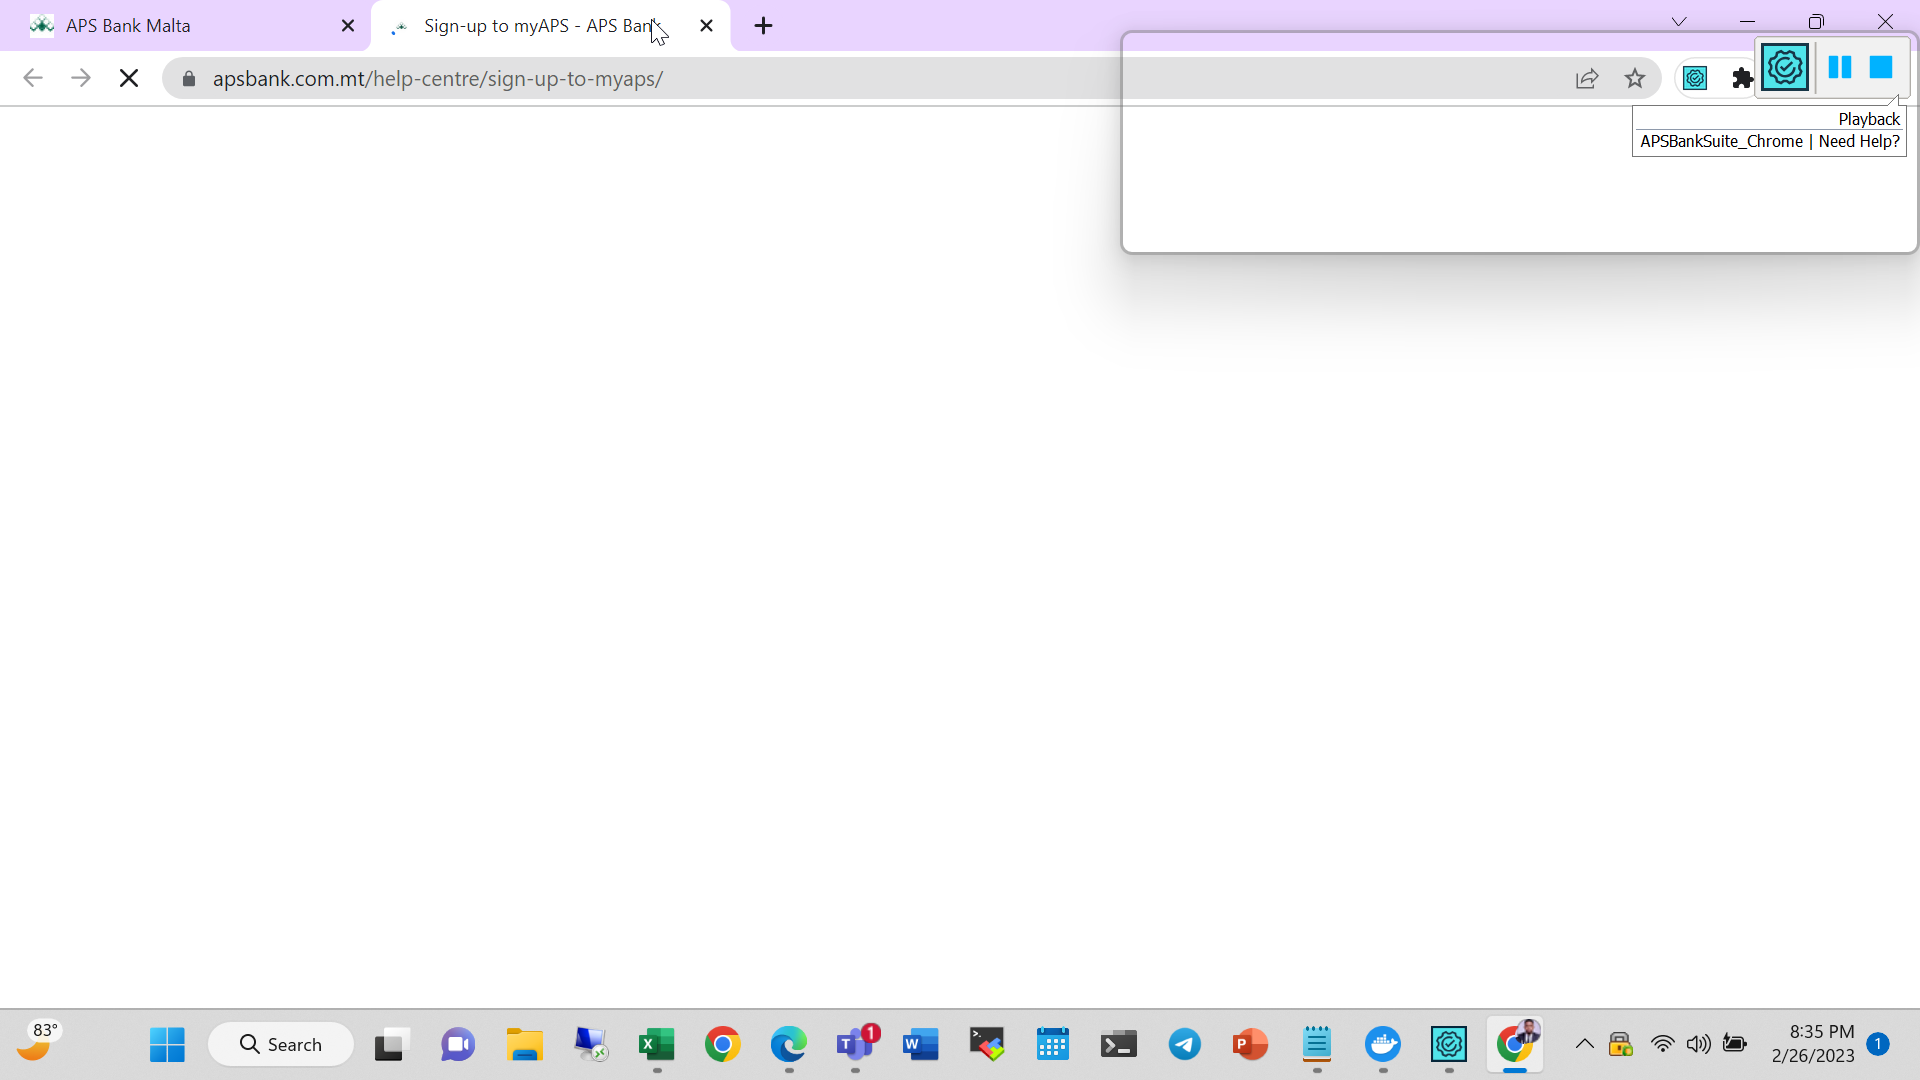 APS Bank Malta
Sign-up to myAPS - APS Bank
apsbank.com.mt/help-centre/sign-up-to-myaps/
Playback
APSBankSuite_Chrome | Need Help?
83°
Search
1
8:35 PM
2/26/2023
1